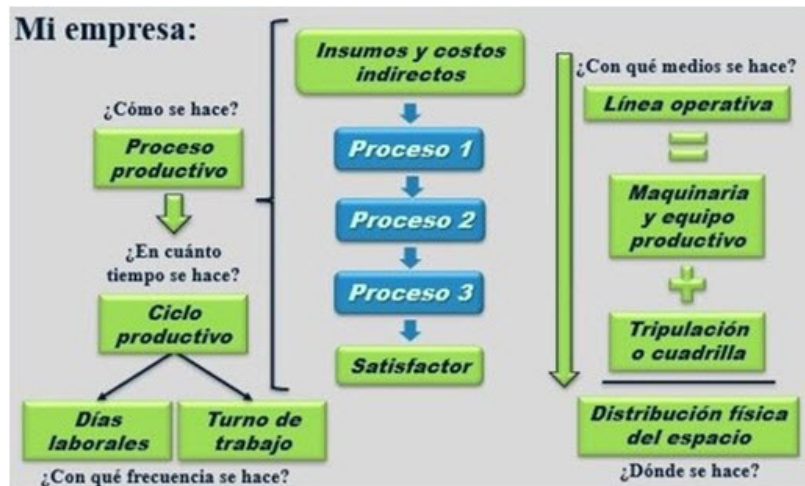 Mi empresa:
¿Cómo se hace?
Proceso
productivo
¿En cuánto
tiempo se hace?
Ciclo
productivo
Días
laborales
Turno de
trabajo
¿Con qué frecuencia se hace?
Insumos y costos
indirectos
Proceso 1
Proceso 2
Proceso 3
Satisfactor
¿Con qué medios se hace?
Línea operativa
Maquinaria
y equipo
productivo
Tripulación
o cuadrilla
Distribución física
del espacio
¿Dónde se hace?